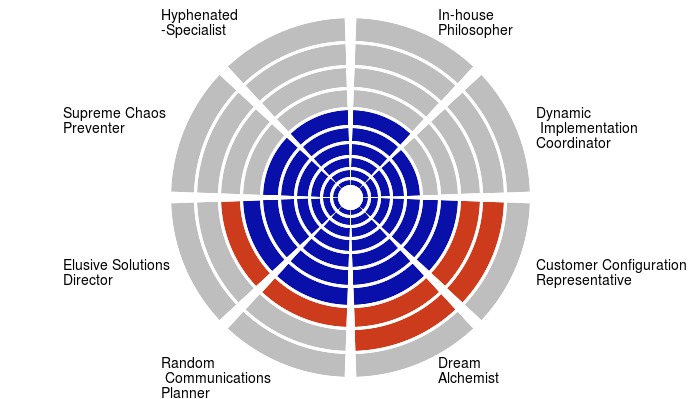 Hyphenated
-Specialist
In-house
Philosopher
Supreme Chaos
Preventer
Dynamic
Implementation
Coordinator
Elusive Solutions
Director
Customer Configuration
Representative
Random
Communications
Planner
Dream
Alchemist